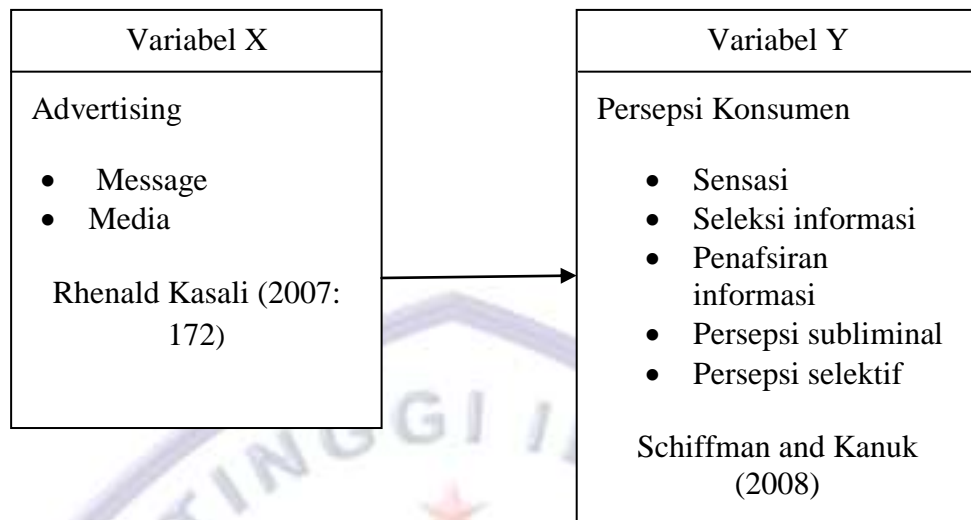 Variabel X
Advertising
• Message
• Media
Rhenald Kasali (2007:
172)
Variabel Y
Persepsi Konsumen
• Sensasi
• Seleksi informasi
• Penafsiran
informasi
• Persepsi subliminal
• Persepsi selektif
Schiffman and Kanuk
(2008)
TINGGI